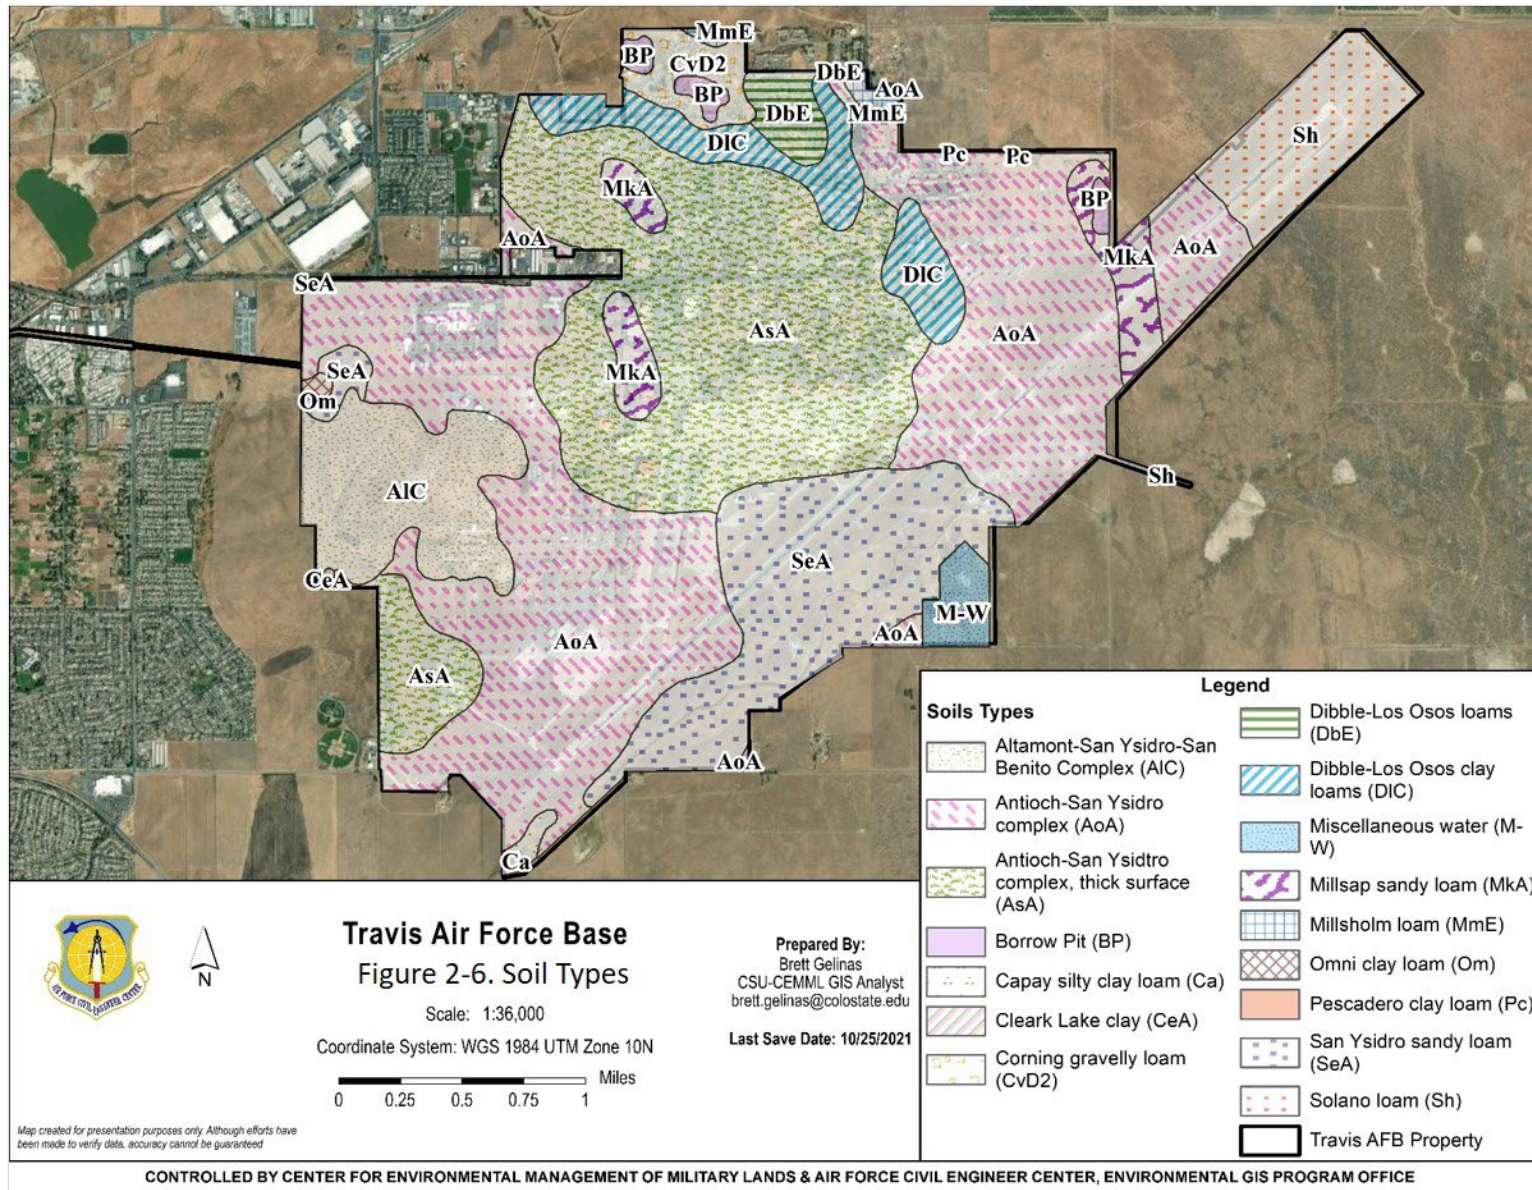 MmE
BP
CvD2
DbE
BP
AoA
DbE
MmE
DlC
Sh
Pc
Pc
MkA
BP
AoA
AoA
MkA
SeA
DlC
AsA
AoA
SeA
MkA
Om
Sh
AlC
SeA
CeA
M-W
AoA
AoA
AsA
AoA
Ca
Legend
Soils Types
Altamont-San Ysidro-San
Benito Complex (AlC)
Antioch-San Ysidro
complex (AoA)
Antioch-San Ysidtro
complex, thick surface
(AsA)
Borrow Pit (BP)
Capay silty clay loam (Ca)
Cleark Lake clay (CeA)
Corning gravelly loam
(CvD2)
Dibble-Los Osos loams
(DbE)
Dibble-Los Osos clay
loams (DlC)
Miscellaneous water (M-
W)
Millsap sandy loam (MkA)
Millsholm loam (MmE)
Omni clay loam (Om)
Pescadero clay loam (Pc)
San Ysidro sandy loam
(SeA)
Solano loam (Sh)
Travis AFB Property
AIR FORCE CIVIL ENGINEER CENTER
N
Travis Air Force Base
Figure 2-6. Soil Types
Scale: 1:36,000
Coordinate System: WGS 1984 UTM Zone 10N
Miles
0 0.25 0.5 0.75 1
Prepared By:
Brett Gelinas
CSU-CEMML GIS Analyst
brett.gelinas@colostate.edu
Last Save Date: 10/25/2021
Map created for presentation purposes only. Although efforts have
been made to verify data, accuracy cannot be guaranteed
CONTROLLED BY CENTER FOR ENVIRONMENTAL MANAGEMENT OF MILITARY LANDS & AIR FORCE CIVIL ENGINEER CENTER, ENVIRONMENTAL GIS PROGRAM OFFICE